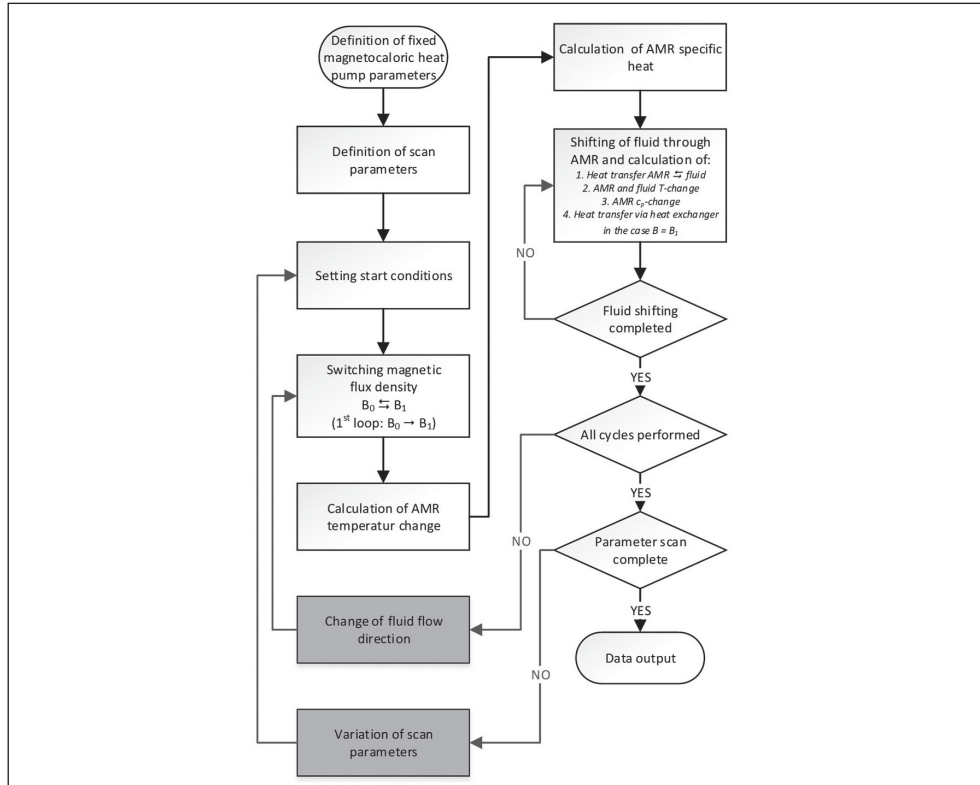 Definition of fixed
magnetocaloric heat
pump parameters
Definition of scan
parameters
Setting start conditions
Switching magnetic
flux density
B₀ ⇆ B₁
(1ˢᵗ loop: B₀ → B₁)
Calculation of AMR
temperatur change
Change of fluid flow
direction
Variation of scan
parameters
Calculation of AMR specific
heat
Shifting of fluid through
AMR and calculation of:
1. Heat transfer AMR ⇆ fluid
2. AMR and fluid T-change
3. AMR cₚ-change
4. Heat transfer via heat exchanger
in the case B = B₁
NO
Fluid shifting
completed
YES
All cycles performed
YES
NO
Parameter scan
complete
YES
NO
Data output